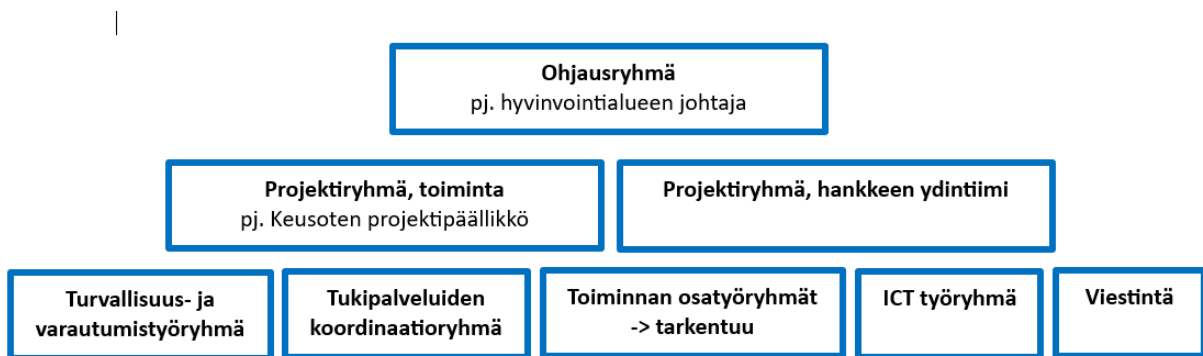 Ohjausryhmä
pj. hyvinvointialueen johtaja
Projektiryhmä, toiminta
pj. Keusoten projektipäällikkö
Projektiryhmä, hankkeen ydintiimi
Turvallisuus- ja
varautumistyöryhmä
Tukipalveluiden
koordinaatioryhmä
Toiminnan osatyöryhmät
-> tarkentuu
ICT työryhmä
Viestintä